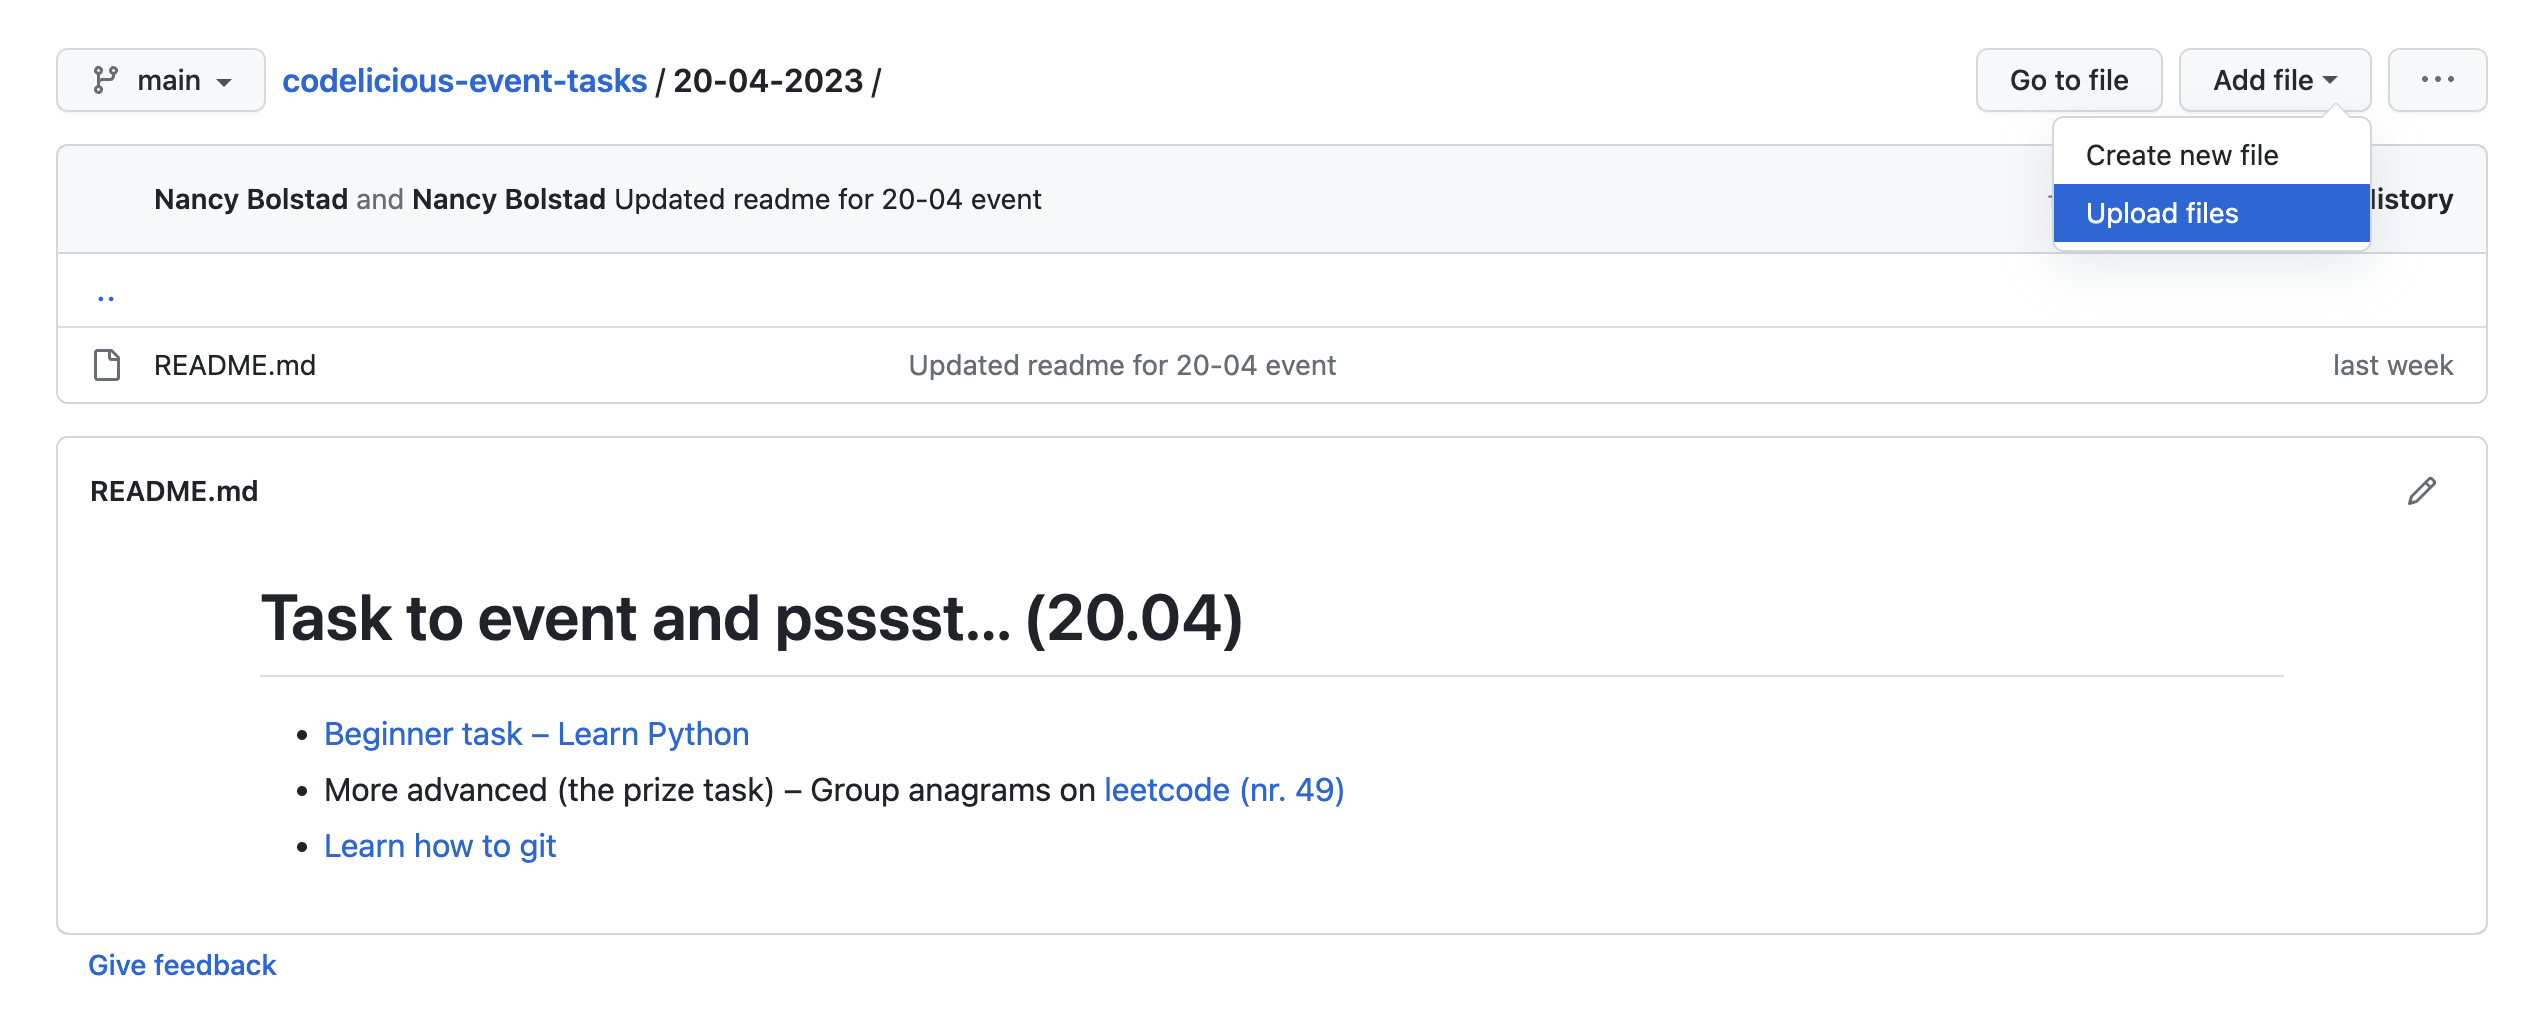 main
codelicious-event-tasks / 20-04-2023 /
Go to file
Add file
...
Create new file
Upload files
Nancy Bolstad and Nancy Bolstad Updated readme for 20-04 event
..
README.md
Updated readme for 20-04 event
last week
README.md
Task to event and psssst... (20.04)
• Beginner task – Learn Python
• More advanced (the prize task) – Group anagrams on leetcode (nr. 49)
• Learn how to git
Give feedback